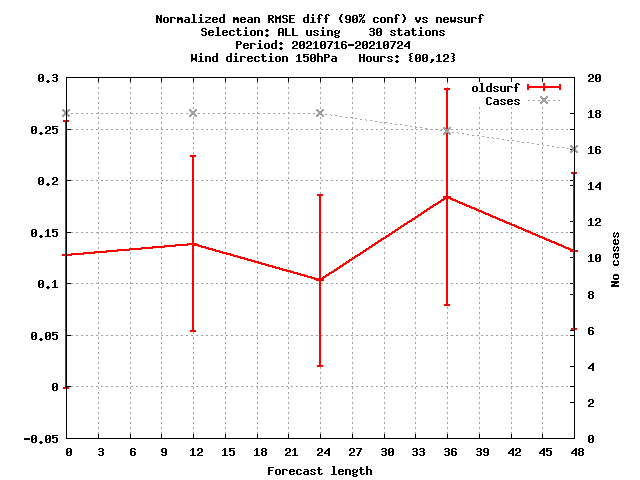 Normalized mean RMSE diff (90% conf) vs newsurf
Selection: ALL using    30 stations
Period: 20210716-20210724
Wind direction 150hPa   Hours: {00,12}
oldsurf
Cases
0.3
0.25
0.2
0.15
0.1
0.05
0
-0.05
20
18
16
14
12
10
8
6
4
2
0
No cases
0 3 6 9 12 15 18 21 24 27 30 33 36 39 42 45 48
Forecast length